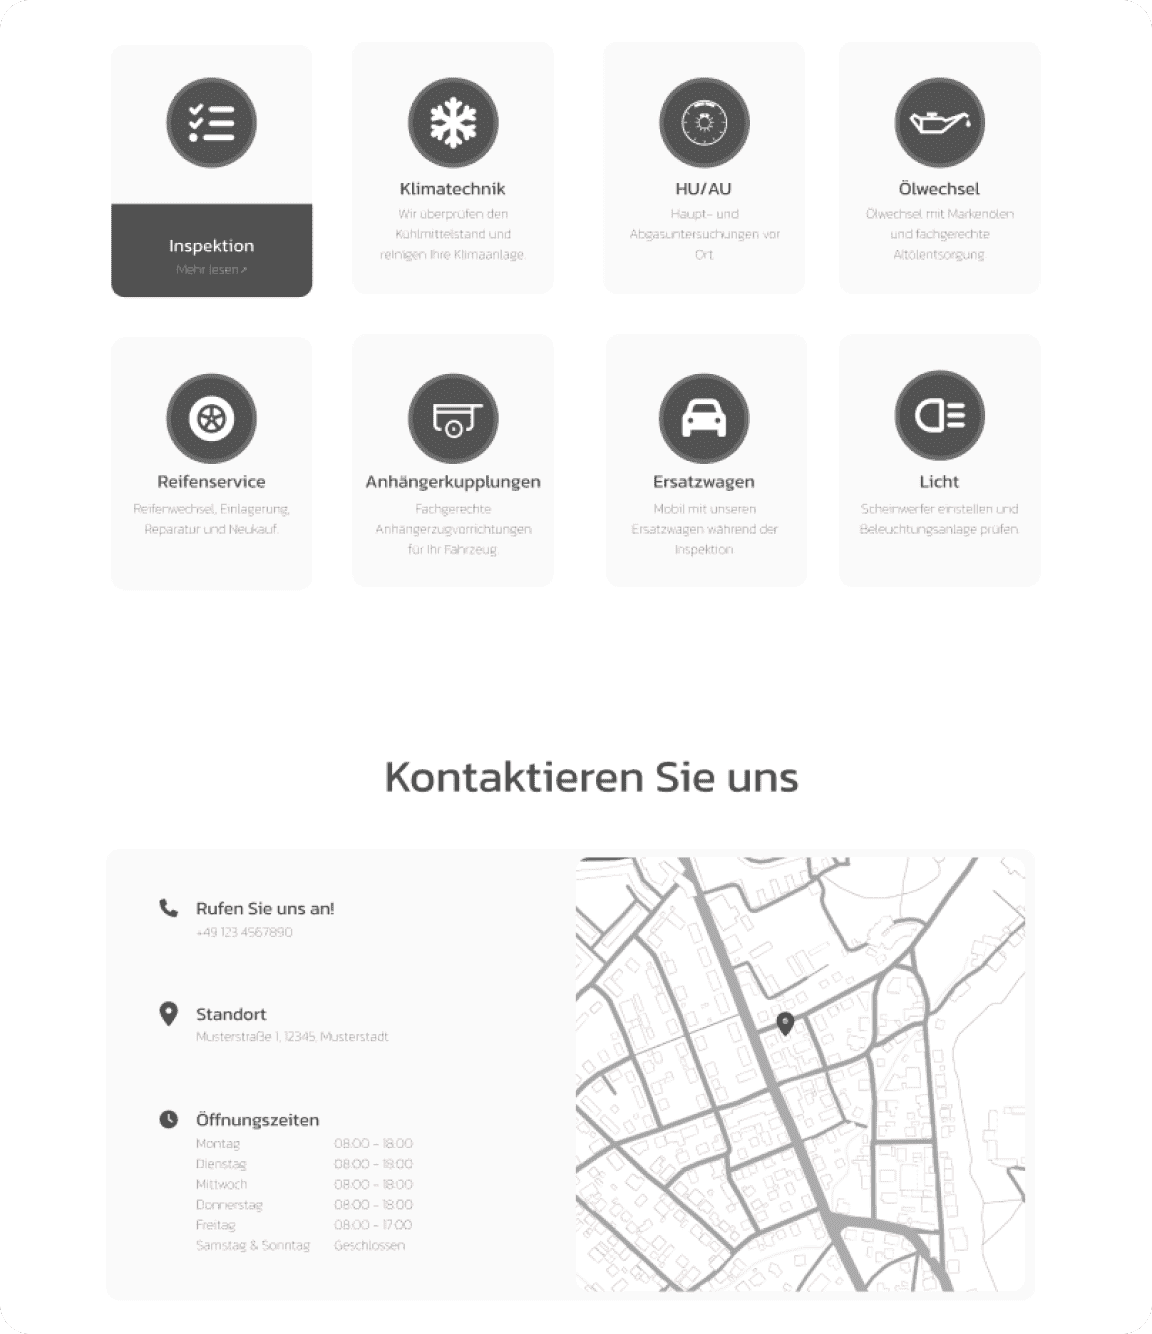 Inspektion
Mehr lesen↗
Klimatechnik
Wir überprüfen den
Kühlmittelstand und
reinigen Ihre Klimaanlage.
HU/AU
Haupt- und
Abgasuntersuchungen vor
Ort
Ölwechsel
Ölwechsel mit Markenölen
und fachgerechte
Altölentsorgung
Reifenservice
Reifenwechsel, Einlagerung,
Reparatur und Neukauf.
Anhängerkupplungen
Fachgerechte
Anhängerzugvorrichtungen
für Ihr Fahrzeug.
Ersatzwagen
Mobil mit unseren
Ersatzwagen während der
Inspektion
Licht
Scheinwerfer einstellen und
Beleuchtungsanlage prüfen.
Kontaktieren Sie uns
Rufen Sie uns an!
+49 123 4567890
Standort
Musterstraße 1, 12345, Musterstadt
Öffnungszeiten
Montag 08:00 - 18:00
Dienstag 08:00 - 18:00
Mittwoch 08:00 - 18:00
Donnerstag 08:00 - 18:00
Freitag 08:00 - 17:00
Samstag & Sonntag Geschlossen